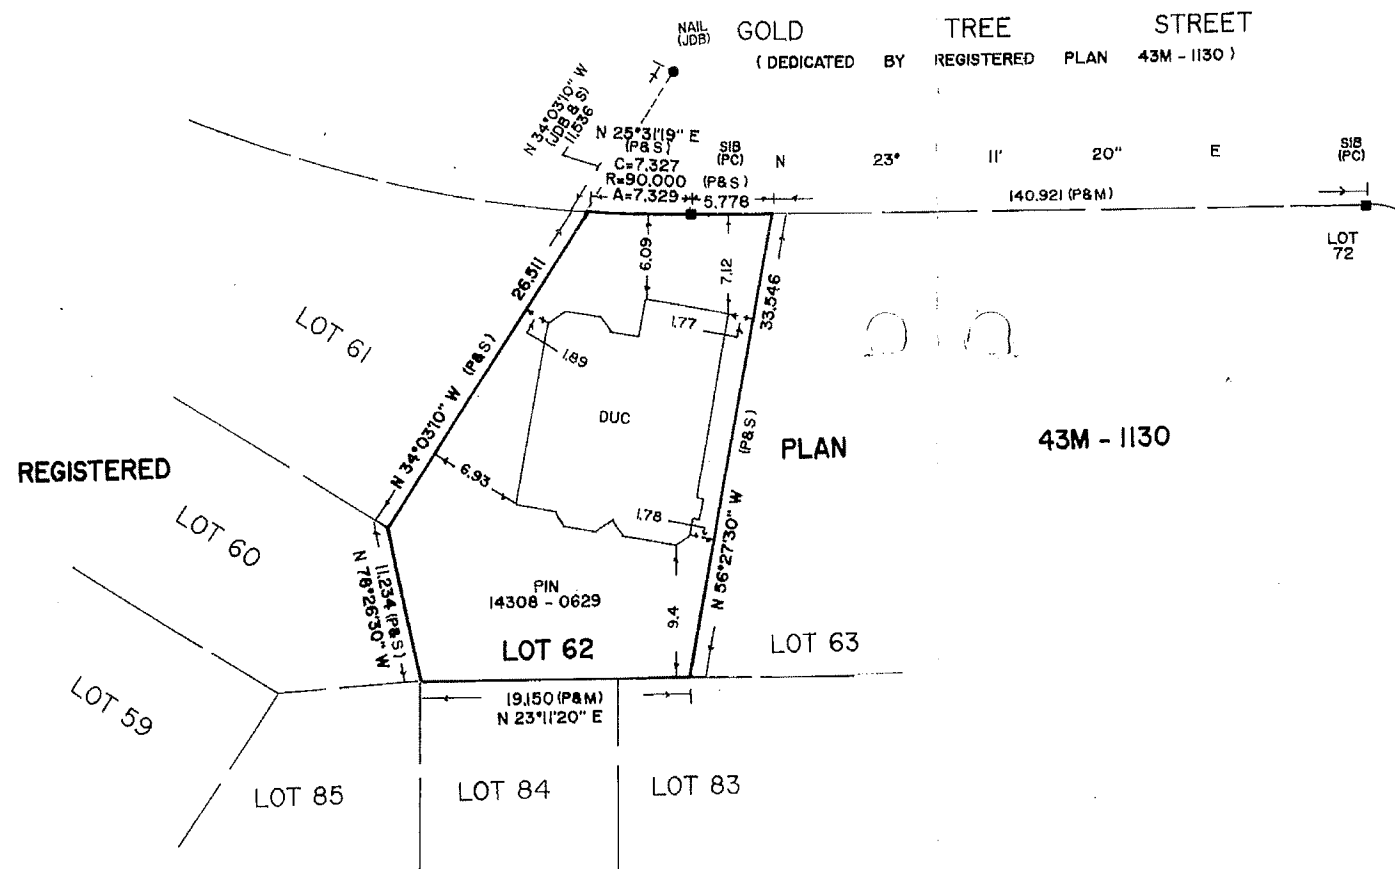 NAIL
(JDB)
GOLD TREE STREET
( DEDICATED BY REGISTERED PLAN 43M - 1130 )
N 34°03'10" W
(JDB & S)
11.536
N 25°31'19" E
(P&S)
C=7.327
R=90.000
A=7.329
SIB
(PC)
(P&S)
5.778
N 23° 11' 20" E
140.921 (P&M)
SIB
(PC)
LOT
72
6.09
7.12
26.511
33.546
1.77
1.89
LOT 61
N 34°03'10" W (P&S)
DUC
(P&S)
PLAN
43M - 1130
REGISTERED
6.93
1.78
N 56°27'30" W
LOT 60
11.234 (P&S)
N 78°26'30" W
PIN
14308 - 0629
9.4
LOT 62
LOT 63
19.150 (P&M)
N 23°11'20" E
LOT 59
LOT 85
LOT 84
LOT 83